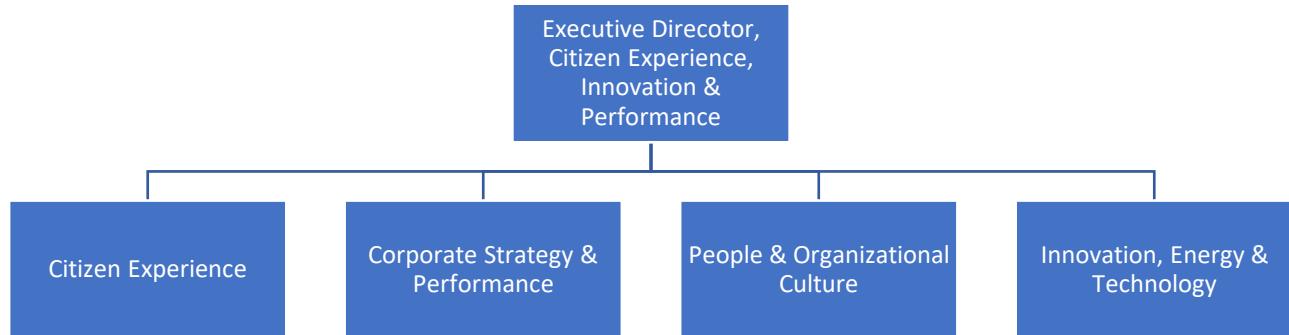 Executive Direcotor,
Citizen Experience,
Innovation &
Performance
Citizen Experience
Corporate Strategy &
Performance
People & Organizational
Culture
Innovation, Energy &
Technology